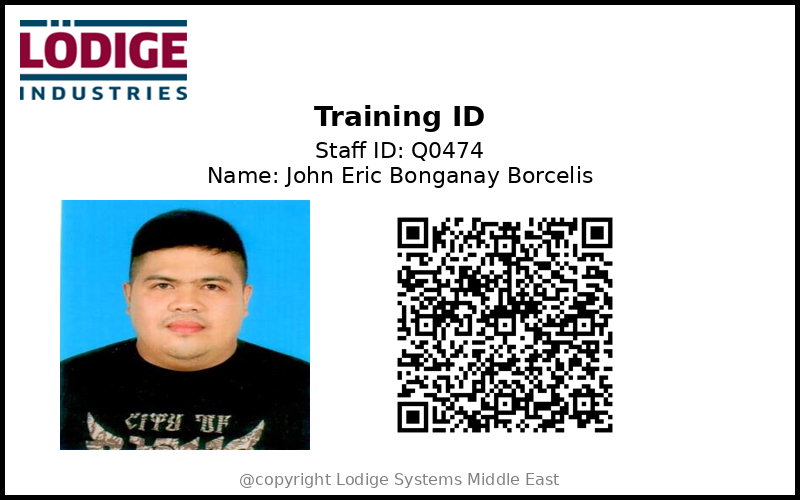 LÖDIGE
INDUSTRIES
Training ID
Staff ID: Q0474
Name: John Eric Bonganay Borcelis
CITY OF
@copyright Lodige Systems Middle East